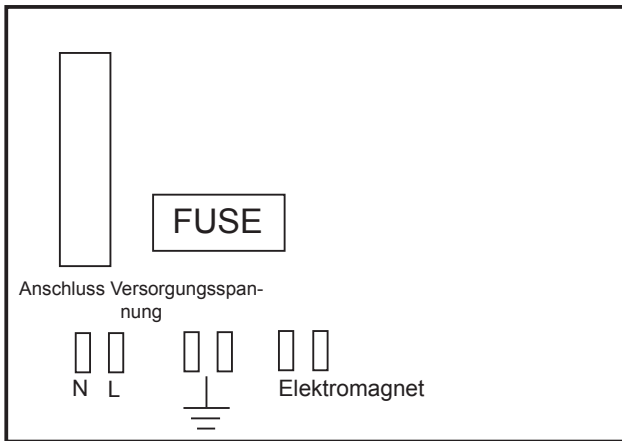 FUSE
Anschluss Versorgungsspan-
nung
N L
Elektromagnet